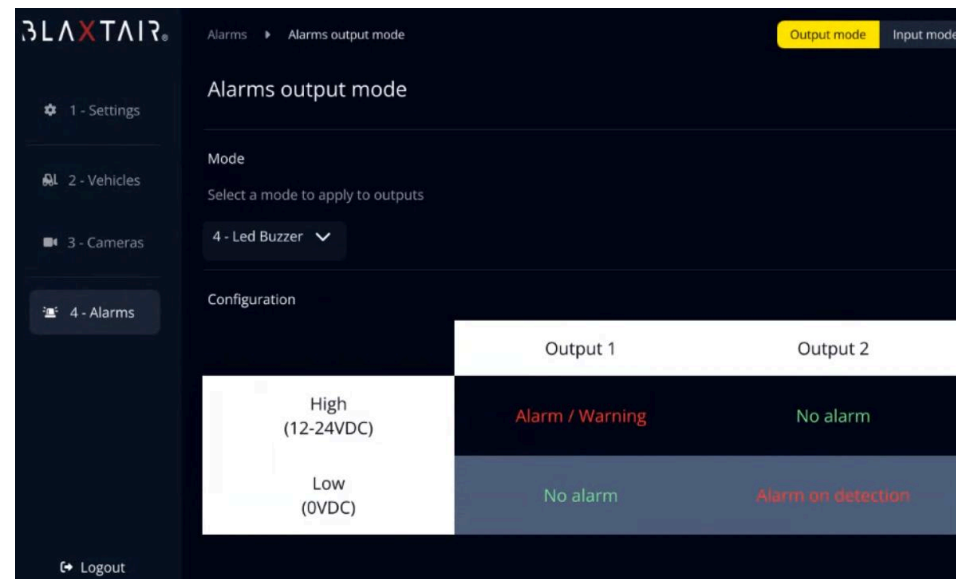 BLAXTAIR®
Alarms ▸ Alarms output mode
Output mode Input mode
Alarms output mode
1 - Settings
Mode
2 - Vehicles
Select a mode to apply to outputs
4 - Led Buzzer
3 - Cameras
Configuration
4 - Alarms
Output 1 Output 2
High
(12-24VDC)
Alarm / Warning No alarm
Low
(0VDC)
No alarm Alarm on detection
Logout